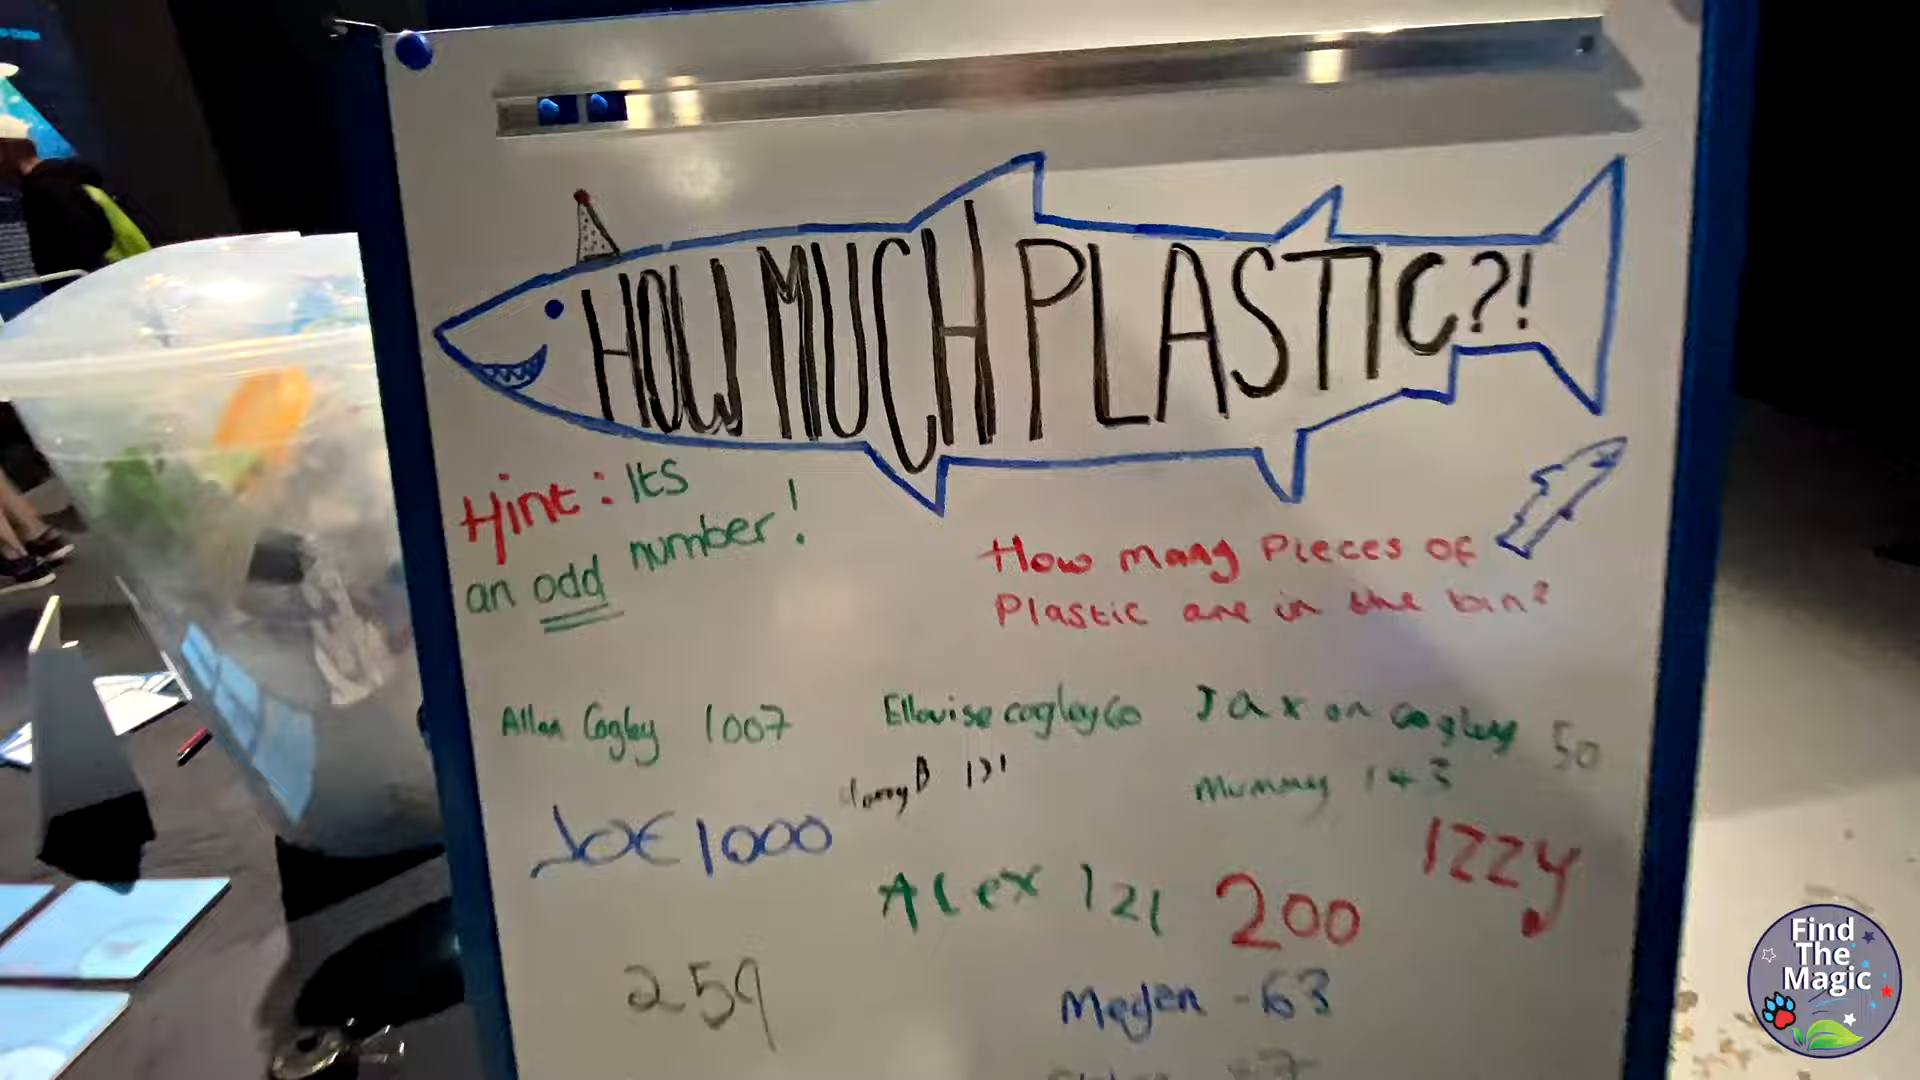 HOW MUCH PLASTIC?!
Hint: Its
an odd number!
How many Pieces of
Plastic are in the bin?
Allan Cogley 1007
Ellouise cogley 60
Jaxon cogley 50
Mummy 143
JOE 1000
ALex 121
200
IZZY
259
Megan - 63
Find
The
Magic